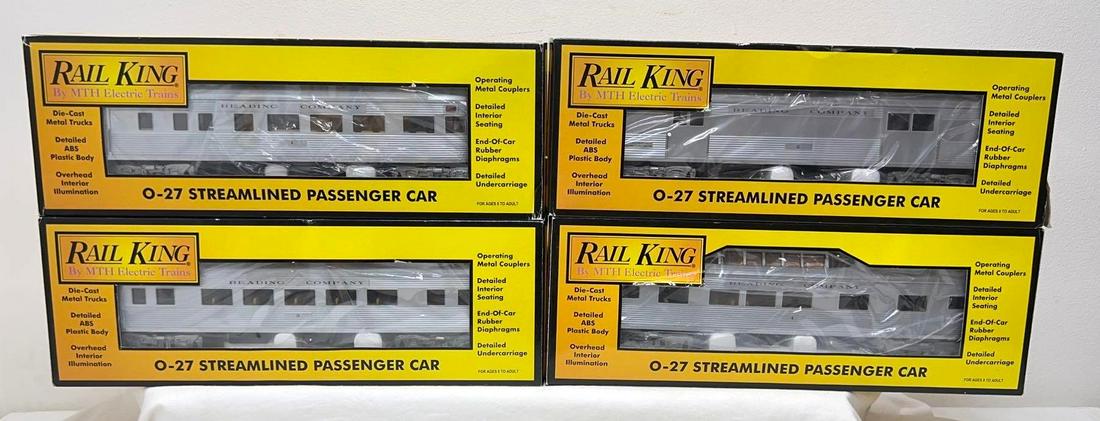 RAIL KING®
By MTH Electric Trains
Die-Cast
Metal Trucks
Detailed
ABS
Plastic Body
Overhead
Interior
Illumination
READING COMPANY
Operating
Metal Couplers
Detailed
Interior
Seating
End-Of-Car
Rubber
Diaphragms
Detailed
Undercarriage
O-27 STREAMLINED PASSENGER CAR
FOR AGES 8 TO ADULT
RAIL KING®
By MTH Electric Trains
Die-Cast
Metal Trucks
Detailed
ABS
Plastic Body
Overhead
Interior
Illumination
READING COMPANY
Operating
Metal Couplers
Detailed
Interior
Seating
End-Of-Car
Rubber
Diaphragms
Detailed
Undercarriage
O-27 STREAMLINED PASSENGER CAR
FOR AGES 8 TO ADULT
RAIL KING®
By MTH Electric Trains
Die-Cast
Metal Trucks
Detailed
ABS
Plastic Body
Overhead
Interior
Illumination
READING COMPANY
Operating
Metal Couplers
Detailed
Interior
Seating
End-Of-Car
Rubber
Diaphragms
Detailed
Undercarriage
O-27 STREAMLINED PASSENGER CAR
FOR AGES 8 TO ADULT
RAIL KING®
By MTH Electric Trains
Die-Cast
Metal Trucks
Detailed
ABS
Plastic Body
Overhead
Interior
Illumination
READING COMPANY
Operating
Metal Couplers
Detailed
Interior
Seating
End-Of-Car
Rubber
Diaphragms
Detailed
Undercarriage
O-27 STREAMLINED PASSENGER CAR
FOR AGES 8 TO ADULT